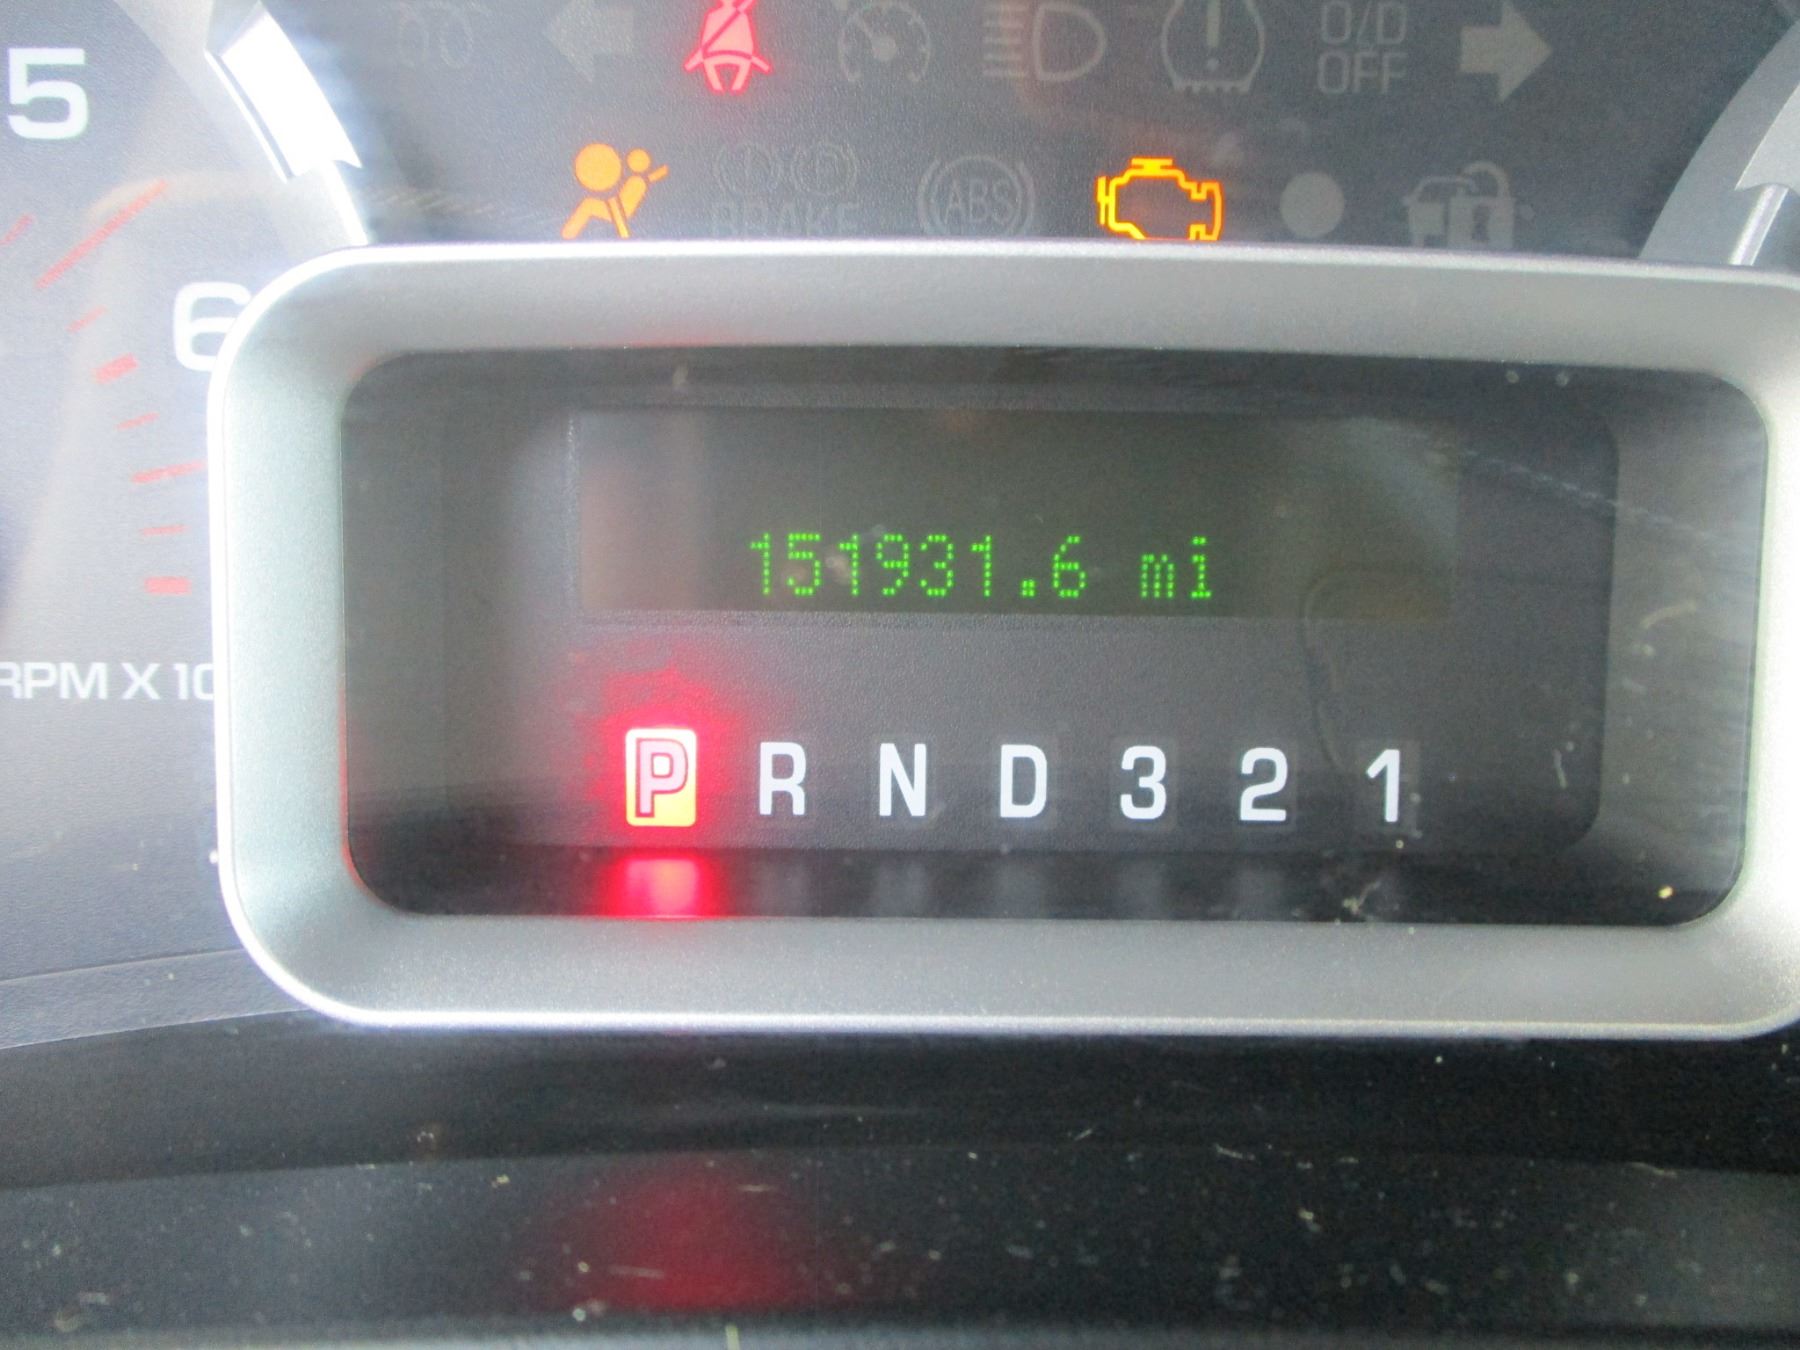 5
O/D
OFF
BRAKE
ABS
6
151931.6 mi
RPM X 10
P R N D 3 2 1